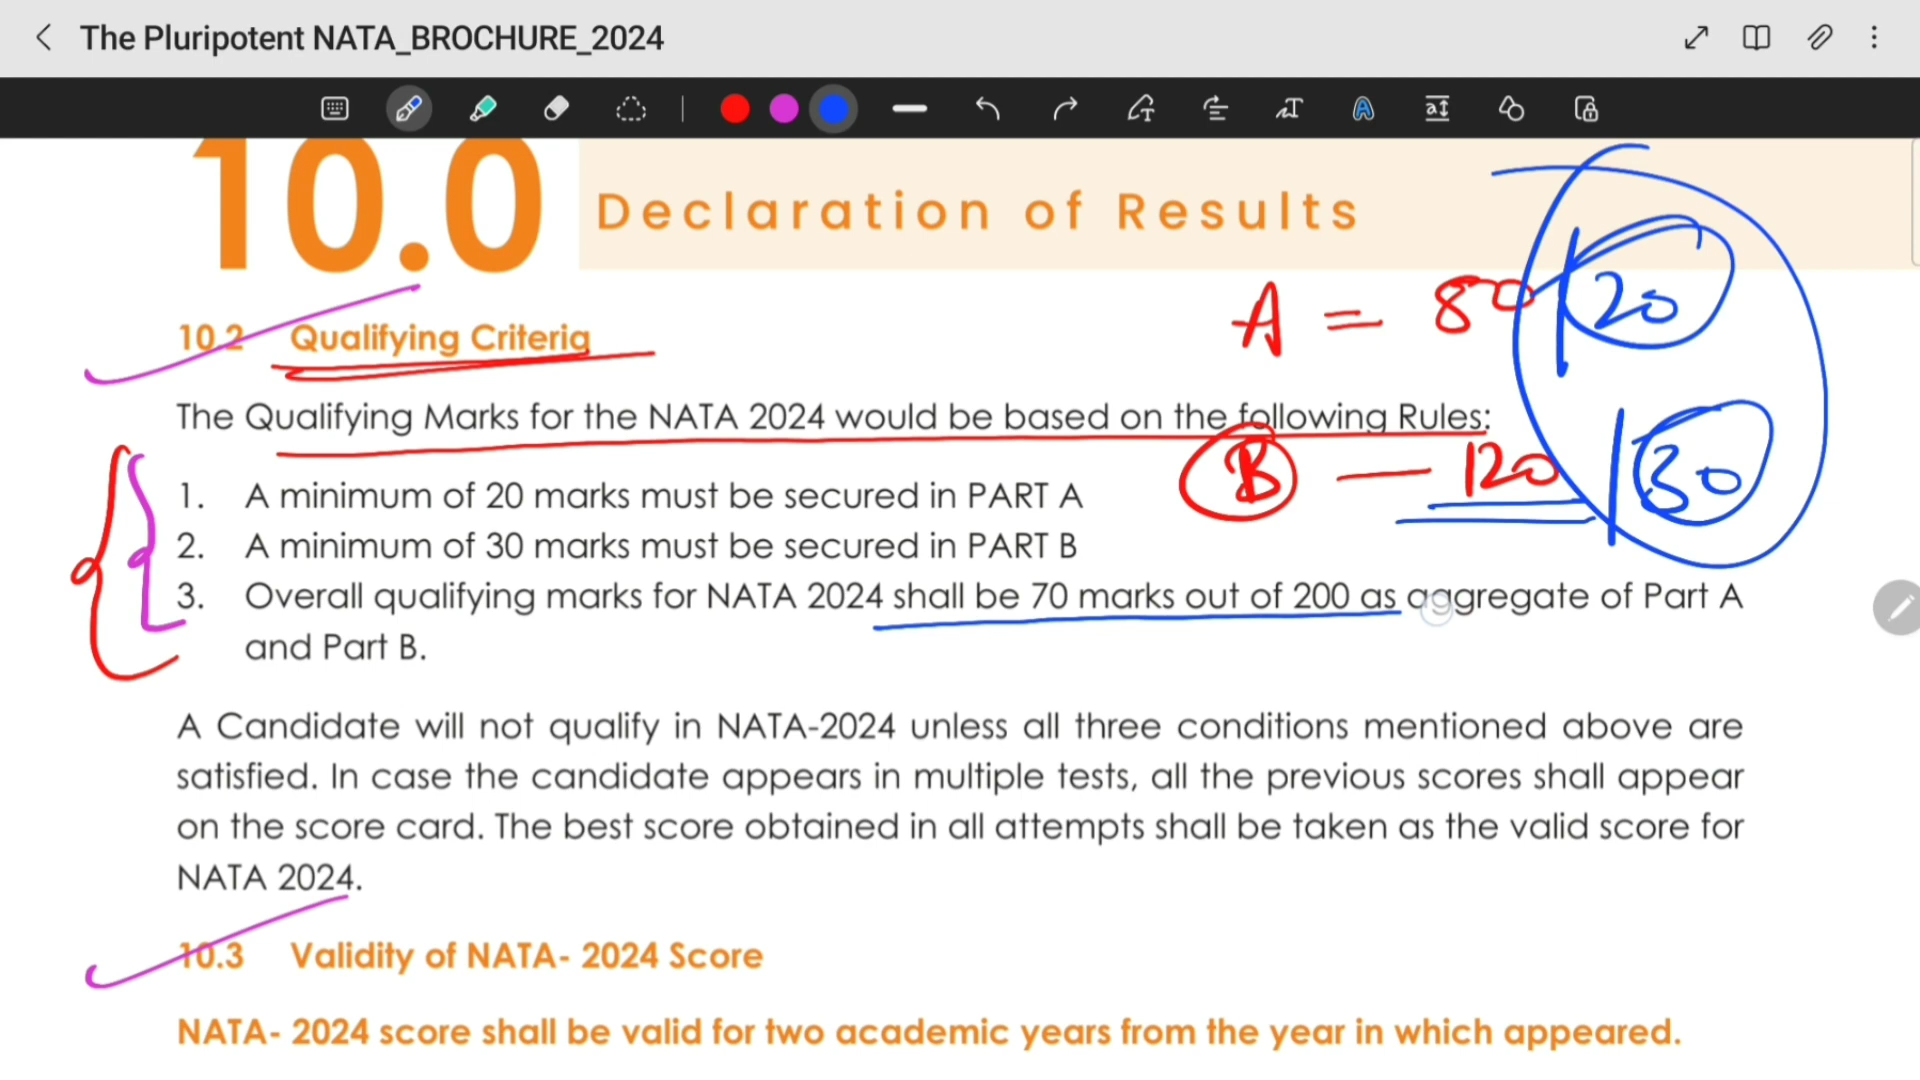 The Pluripotent NATA_BROCHURE_2024
10.0 Declaration of Results
A = 80 20
10.2 Qualifying Criteria
The Qualifying Marks for the NATA 2024 would be based on the following Rules:
B — 120 30
1. A minimum of 20 marks must be secured in PART A
2. A minimum of 30 marks must be secured in PART B
3. Overall qualifying marks for NATA 2024 shall be 70 marks out of 200 as aggregate of Part A
and Part B.
A Candidate will not qualify in NATA-2024 unless all three conditions mentioned above are
satisfied. In case the candidate appears in multiple tests, all the previous scores shall appear
on the score card. The best score obtained in all attempts shall be taken as the valid score for
NATA 2024.
10.3 Validity of NATA- 2024 Score
NATA- 2024 score shall be valid for two academic years from the year in which appeared.